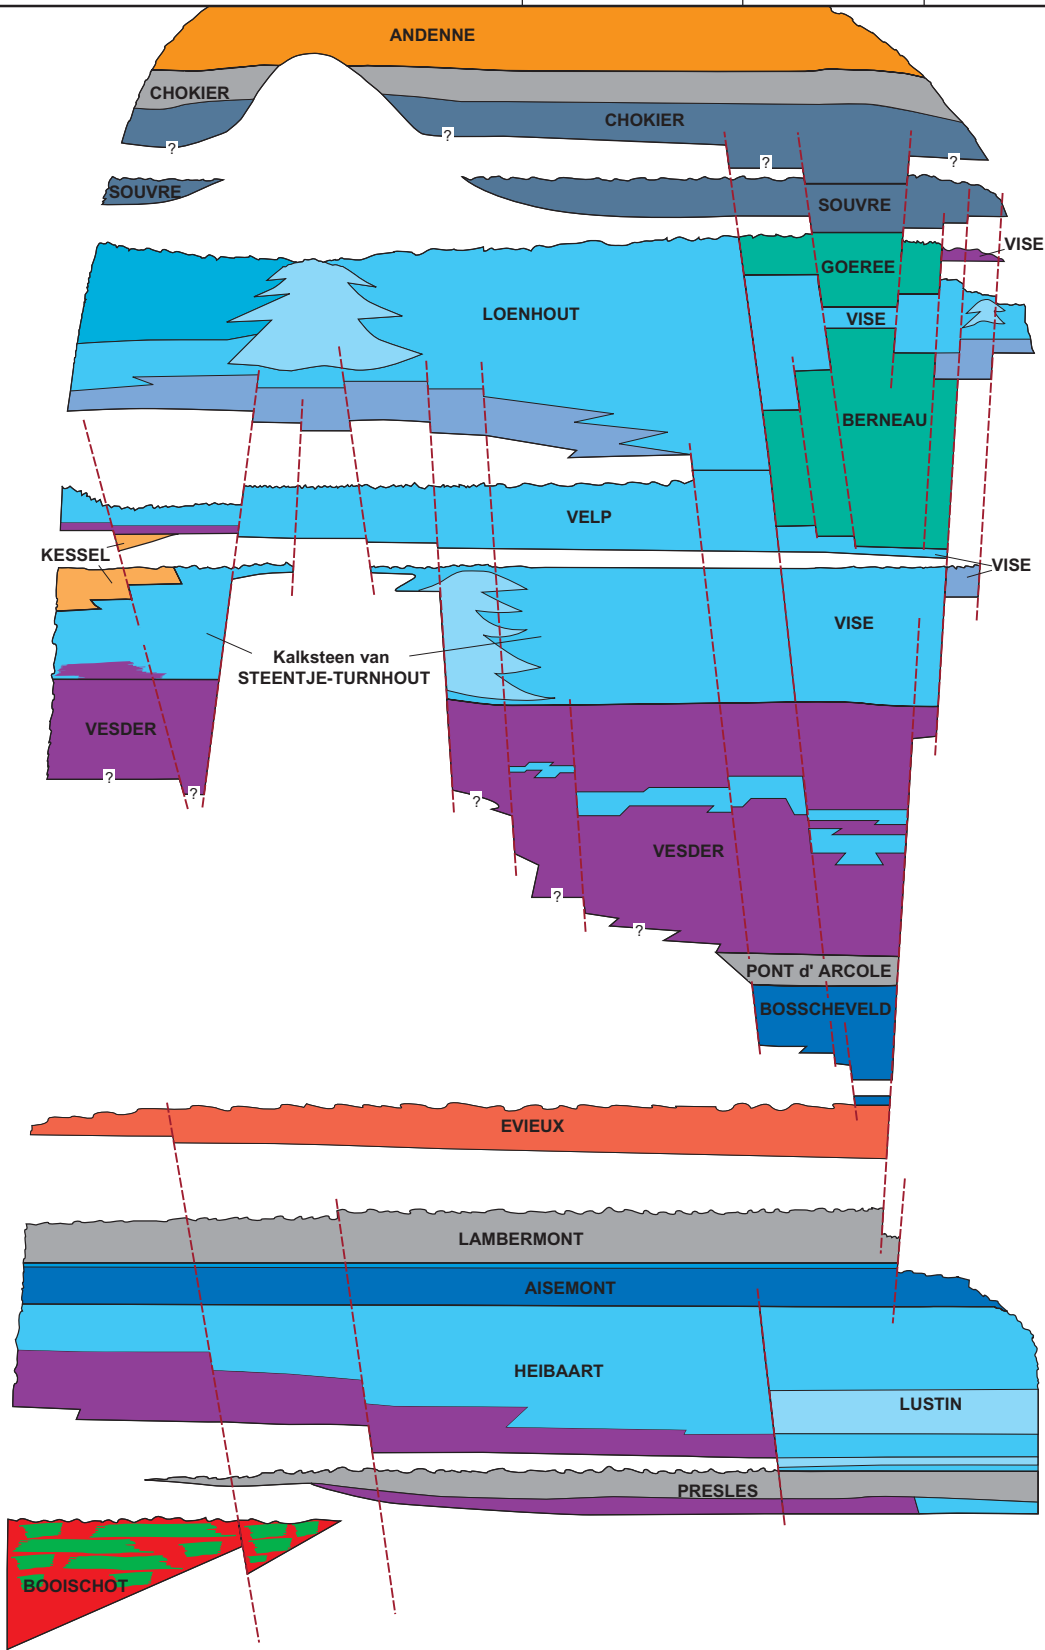 ANDENNE
CHOKIER
CHOKIER
?
?
?
?
SOUVRE
SOUVRE
VISE
GOEREE
LOENHOUT
VISE
BERNEAU
VELP
KESSEL
VISE
VISE
Kalksteen van
STEENTJE-TURNHOUT
VESDER
?
?
?
VESDER
?
?
PONT d' ARCOLE
BOSSCHEVELD
EVIEUX
LAMBERMONT
AISEMONT
HEIBAART
LUSTIN
PRESLES
BOOISCHOT